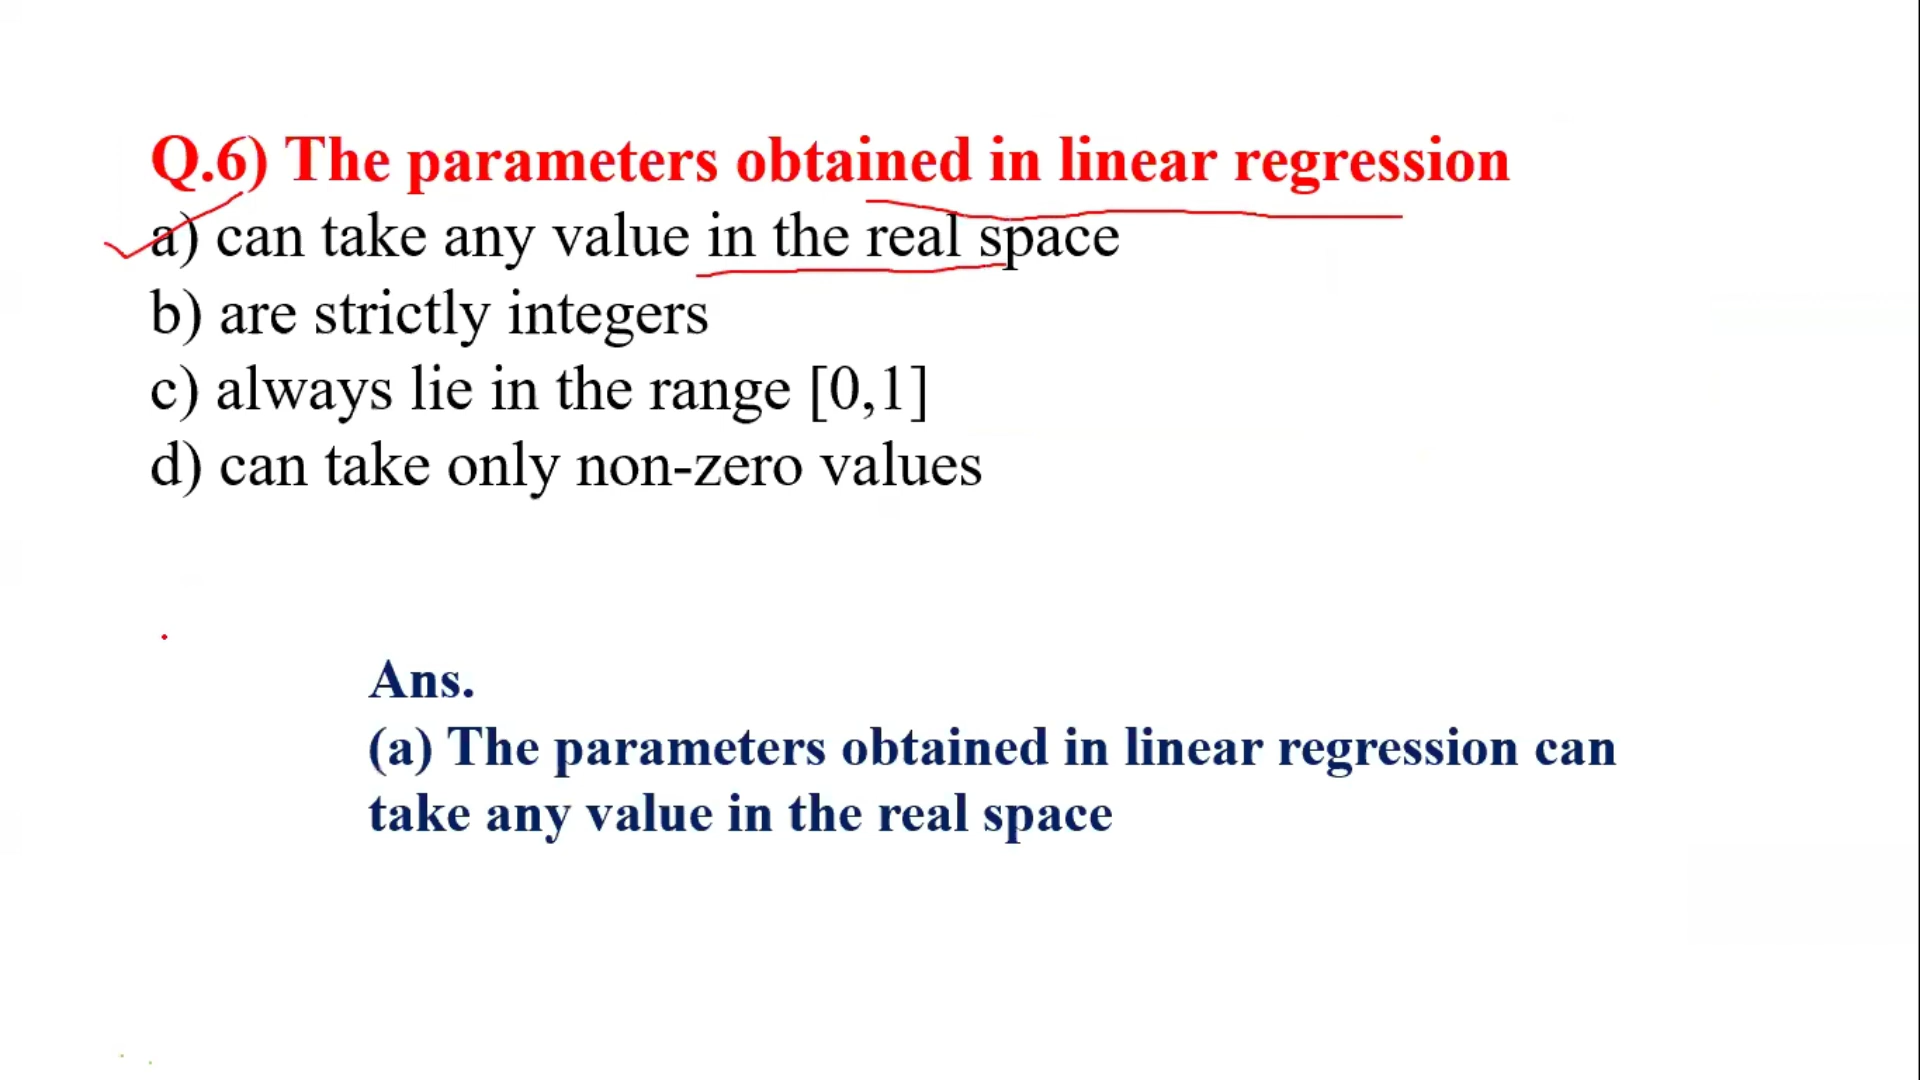 Q.6) The parameters obtained in linear regression
a) can take any value in the real space
b) are strictly integers
c) always lie in the range [0,1]
d) can take only non-zero values
Ans.
(a) The parameters obtained in linear regression can
take any value in the real space